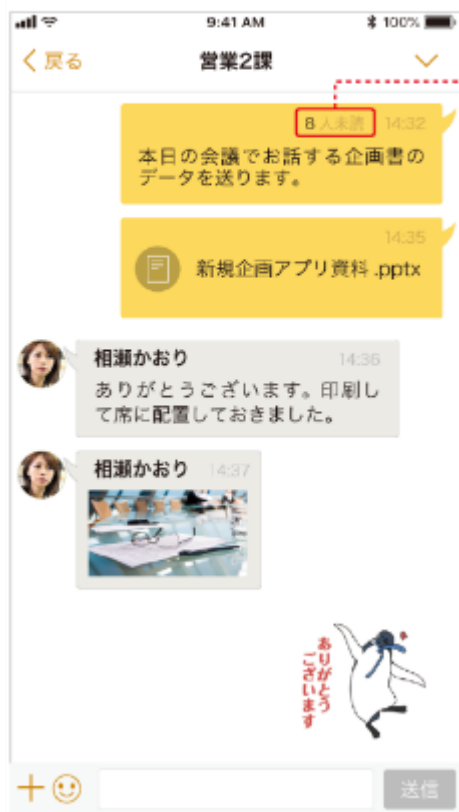 9:41 AM
100%
戻る
営業2課
8人未読 14:32
本日の会議でお話する企画書の
データを送ります。
14:35
新規企画アプリ資料.pptx
相瀬かおり 14:36
ありがとうございます。印刷し
て席に配置しておきました。
相瀬かおり 14:37
ありがとう
ございます
送信